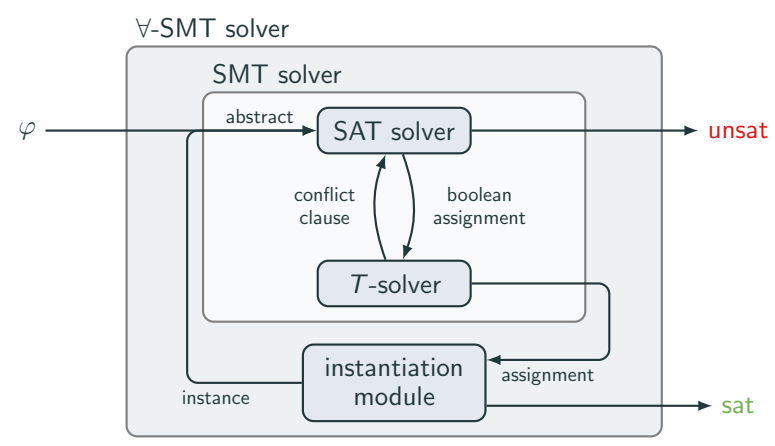 ∀-SMT solver
SMT solver
φ
abstract
SAT solver
unsat
conflict
clause
boolean
assignment
T-solver
instantiation
module
assignment
instance
sat